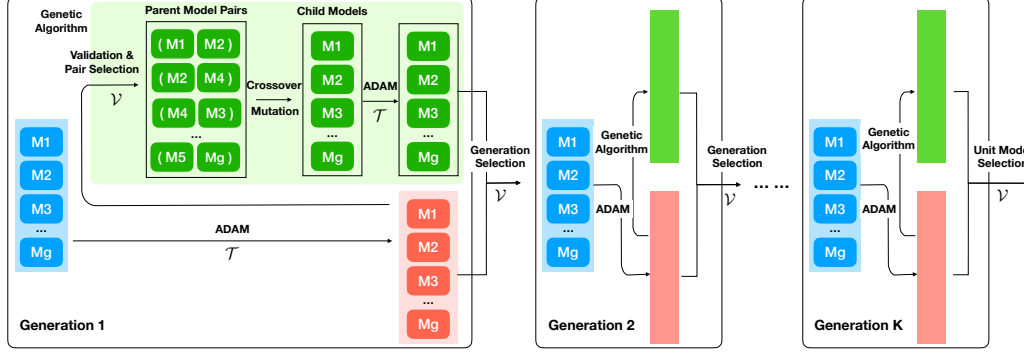 Genetic
Algorithm
Parent Model Pairs
Child Models
Validation &
Pair Selection
𝒱
( M1 M2 )
( M2 M4 )
( M4 M3 )
...
( M5 Mg )
Crossover
Mutation
M1
M2
M3
...
Mg
ADAM
𝒯
M1
M2
M3
...
Mg
M1
M2
M3
...
Mg
ADAM
𝒯
M1
M2
M3
...
Mg
Generation
Selection
𝒱
Generation 1
M1
M2
M3
...
Mg
Genetic
Algorithm
ADAM
Generation
Selection
𝒱
Generation 2
... ...
M1
M2
M3
...
Mg
Genetic
Algorithm
ADAM
Unit Model
Selection
𝒱
Generation K